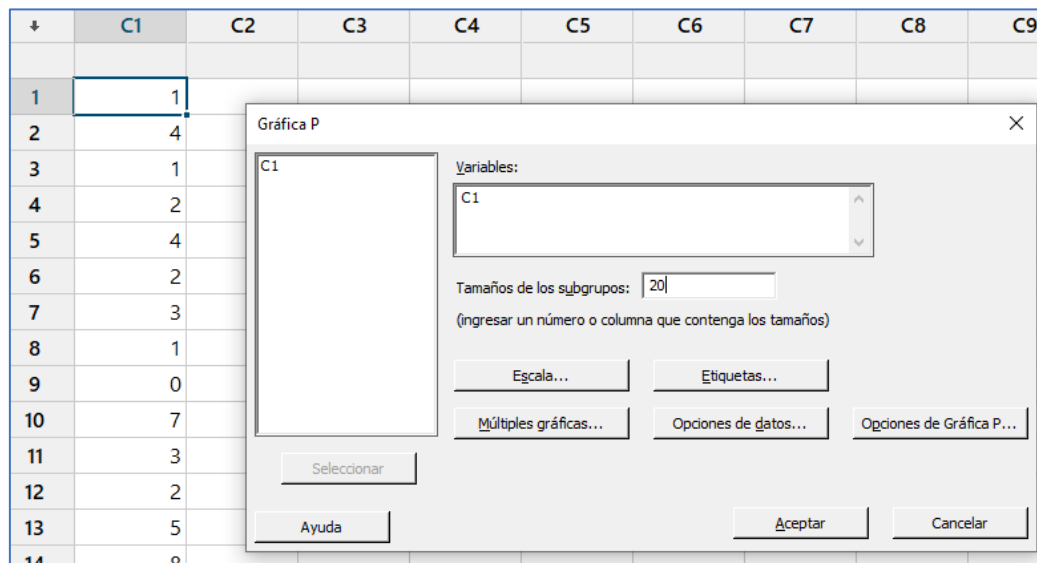 C1 C2 C3 C4 C5 C6 C7 C8 C9
1 1
2 4
3 1
4 2
5 4
6 2
7 3
8 1
9 0
10 7
11 3
12 2
13 5
14 8
Gráfica P
C1
Variables:
C1
Tamaños de los subgrupos: 20
(ingresar un número o columna que contenga los tamaños)
Escala... Etiquetas...
Múltiples gráficas... Opciones de datos... Opciones de Gráfica P...
Seleccionar
Ayuda Aceptar Cancelar